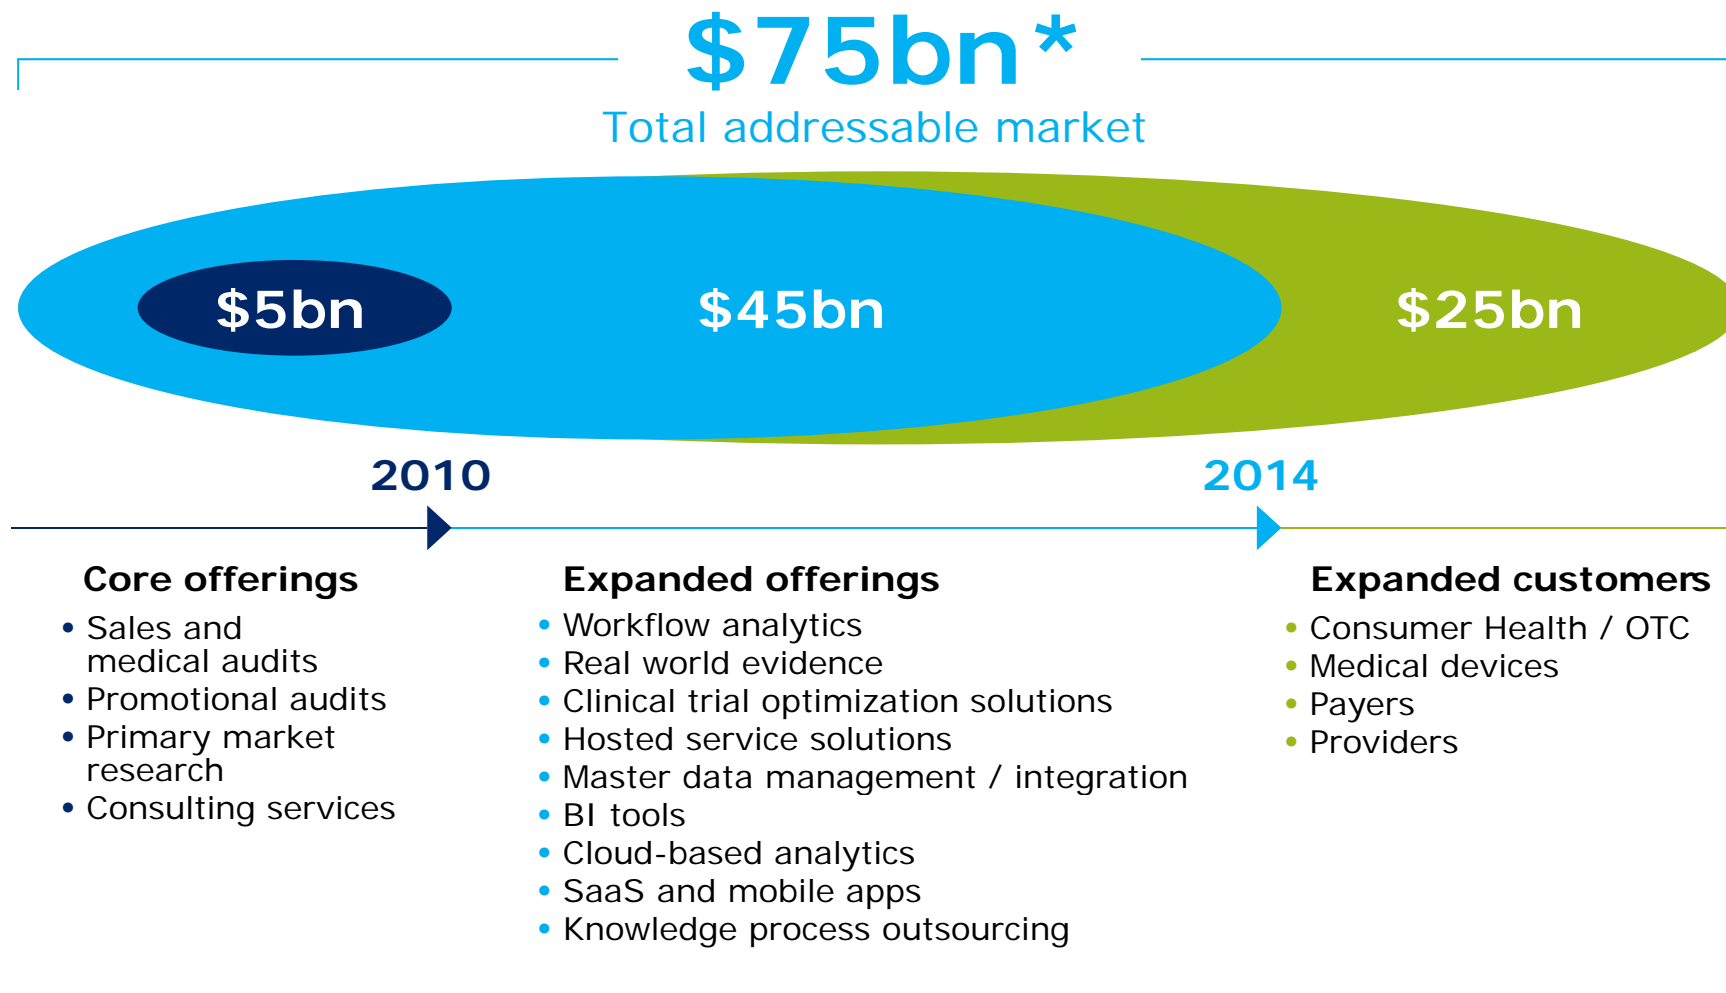 $75bn*
Total addressable market
$5bn
$45bn
$25bn
2010
2014
Core offerings
• Sales and
medical audits
• Promotional audits
• Primary market
research
• Consulting services
Expanded offerings
• Workflow analytics
• Real world evidence
• Clinical trial optimization solutions
• Hosted service solutions
• Master data management / integration
• BI tools
• Cloud-based analytics
• SaaS and mobile apps
• Knowledge process outsourcing
Expanded customers
• Consumer Health / OTC
• Medical devices
• Payers
• Providers